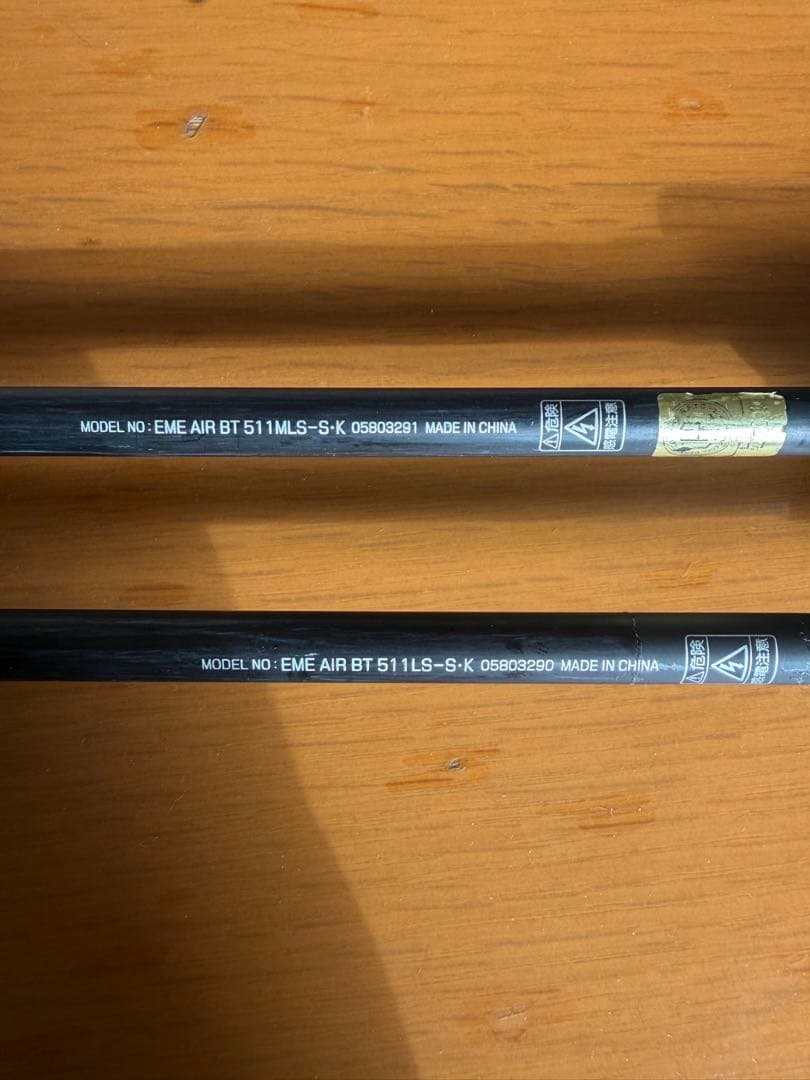 MODEL NO : EME AIR BT 511MLS-S・K 05803291 MADE IN CHINA
危険
感電注意
MODEL NO : EME AIR BT 511LS-S・K 05803290 MADE IN CHINA
危険
感電注意